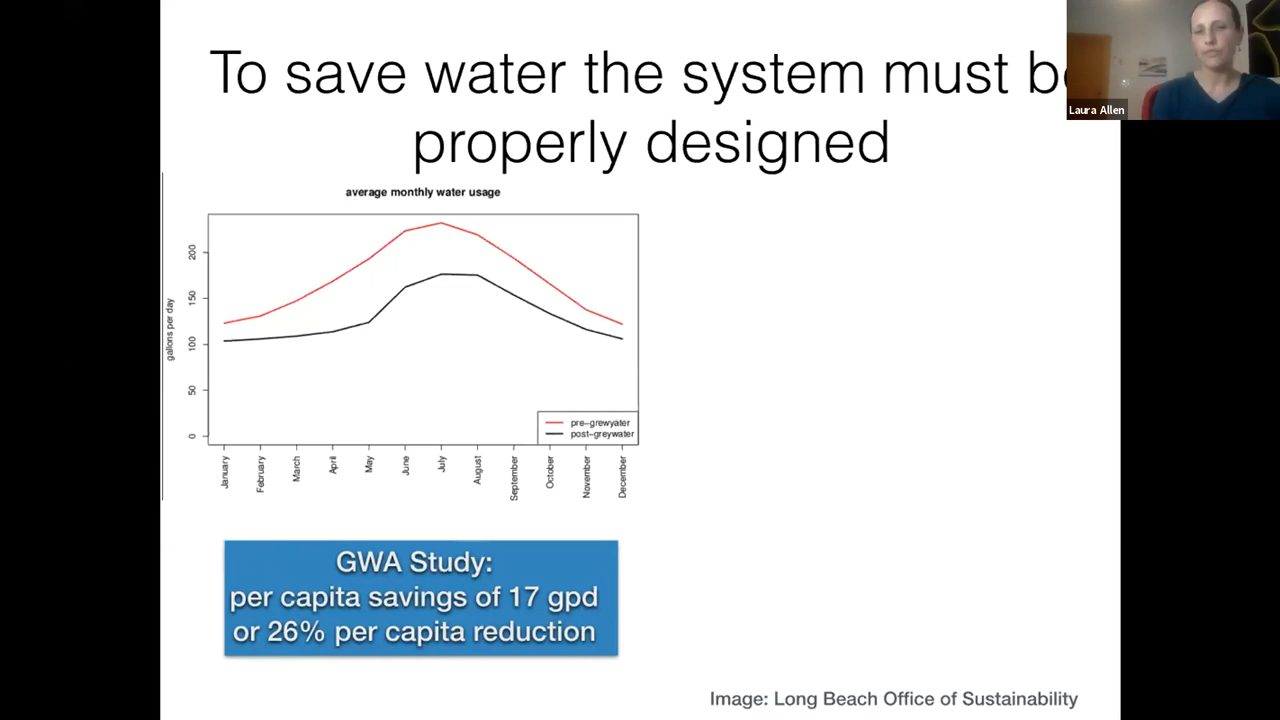 To save water the system must be
properly designed
Laura Allen
average monthly water usage
gallons per day
200
150
100
50
0
pre-grewyater
post-greywater
January
February
March
April
May
June
July
August
September
October
November
December
GWA Study:
per capita savings of 17 gpd
or 26% per capita reduction
Image: Long Beach Office of Sustainability